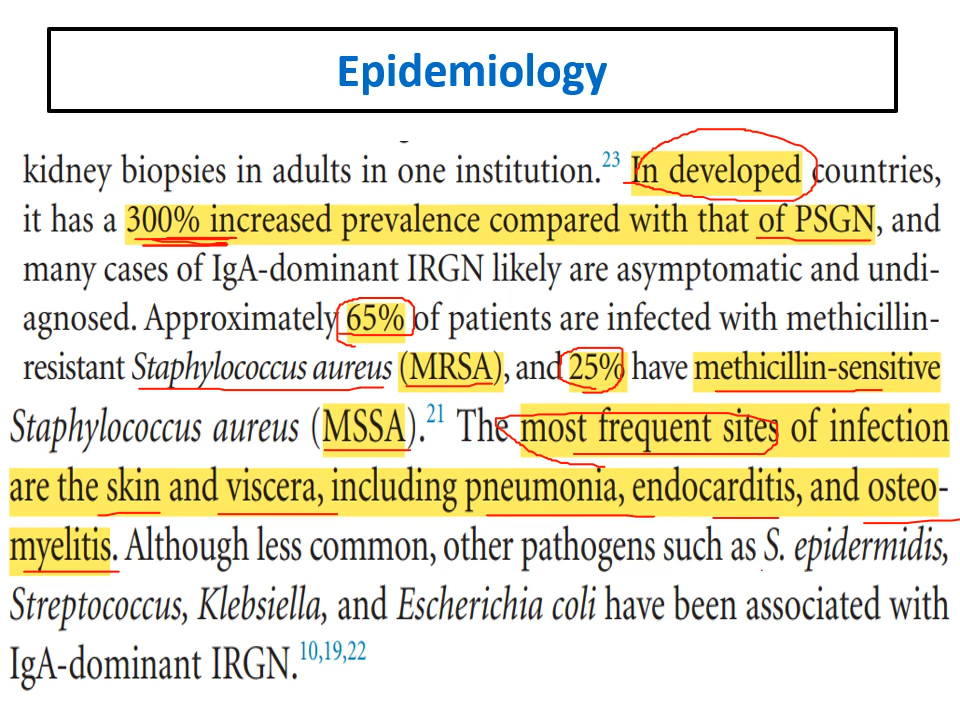 Epidemiology
kidney biopsies in adults in one institution.23 In developed countries,
it has a 300% increased prevalence compared with that of PSGN, and
many cases of IgA-dominant IRGN likely are asymptomatic and undi-
agnosed. Approximately 65% of patients are infected with methicillin-
resistant Staphylococcus aureus (MRSA), and 25% have methicillin-sensitive
Staphylococcus aureus (MSSA).21 The most frequent sites of infection
are the skin and viscera, including pneumonia, endocarditis, and osteo-
myelitis. Although less common, other pathogens such as S. epidermidis,
Streptococcus, Klebsiella, and Escherichia coli have been associated with
IgA-dominant IRGN.10,19,22